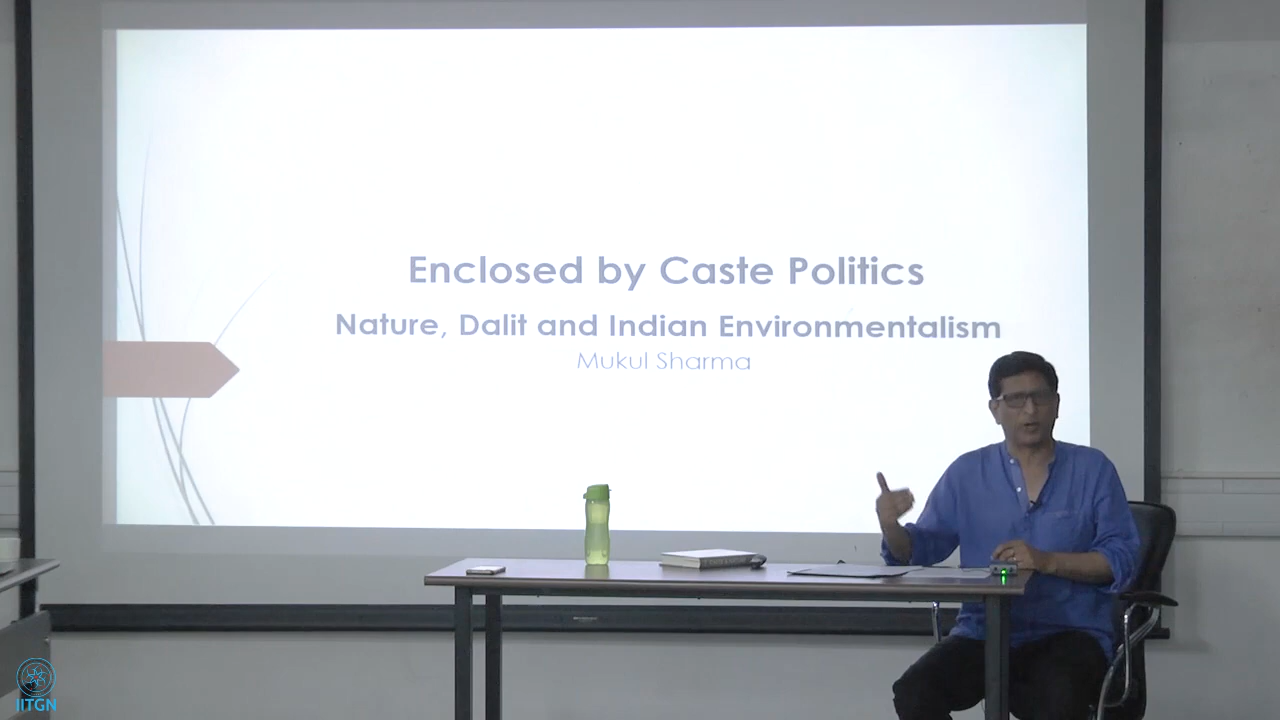 Enclosed by Caste Politics
Nature, Dalit and Indian Environmentalism
Mukul Sharma
IITGN